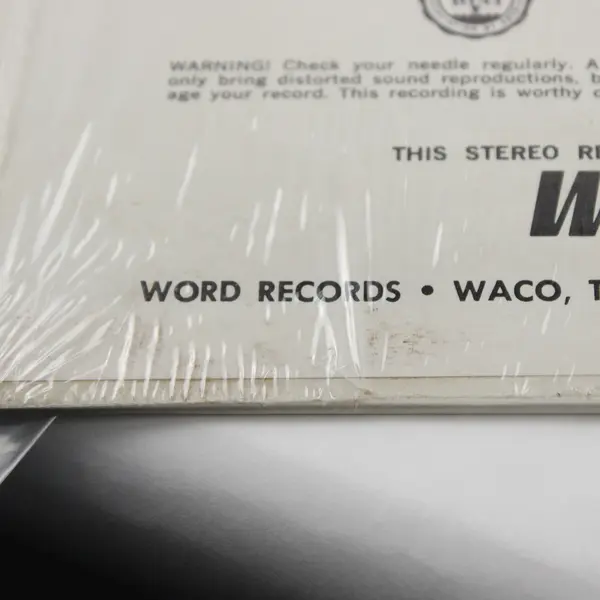 WARNING! Check your needle regularly. A
only bring distorted sound reproductions, b
age your record. This recording is worthy
THIS STEREO RE
W
WORD RECORDS • WACO, T